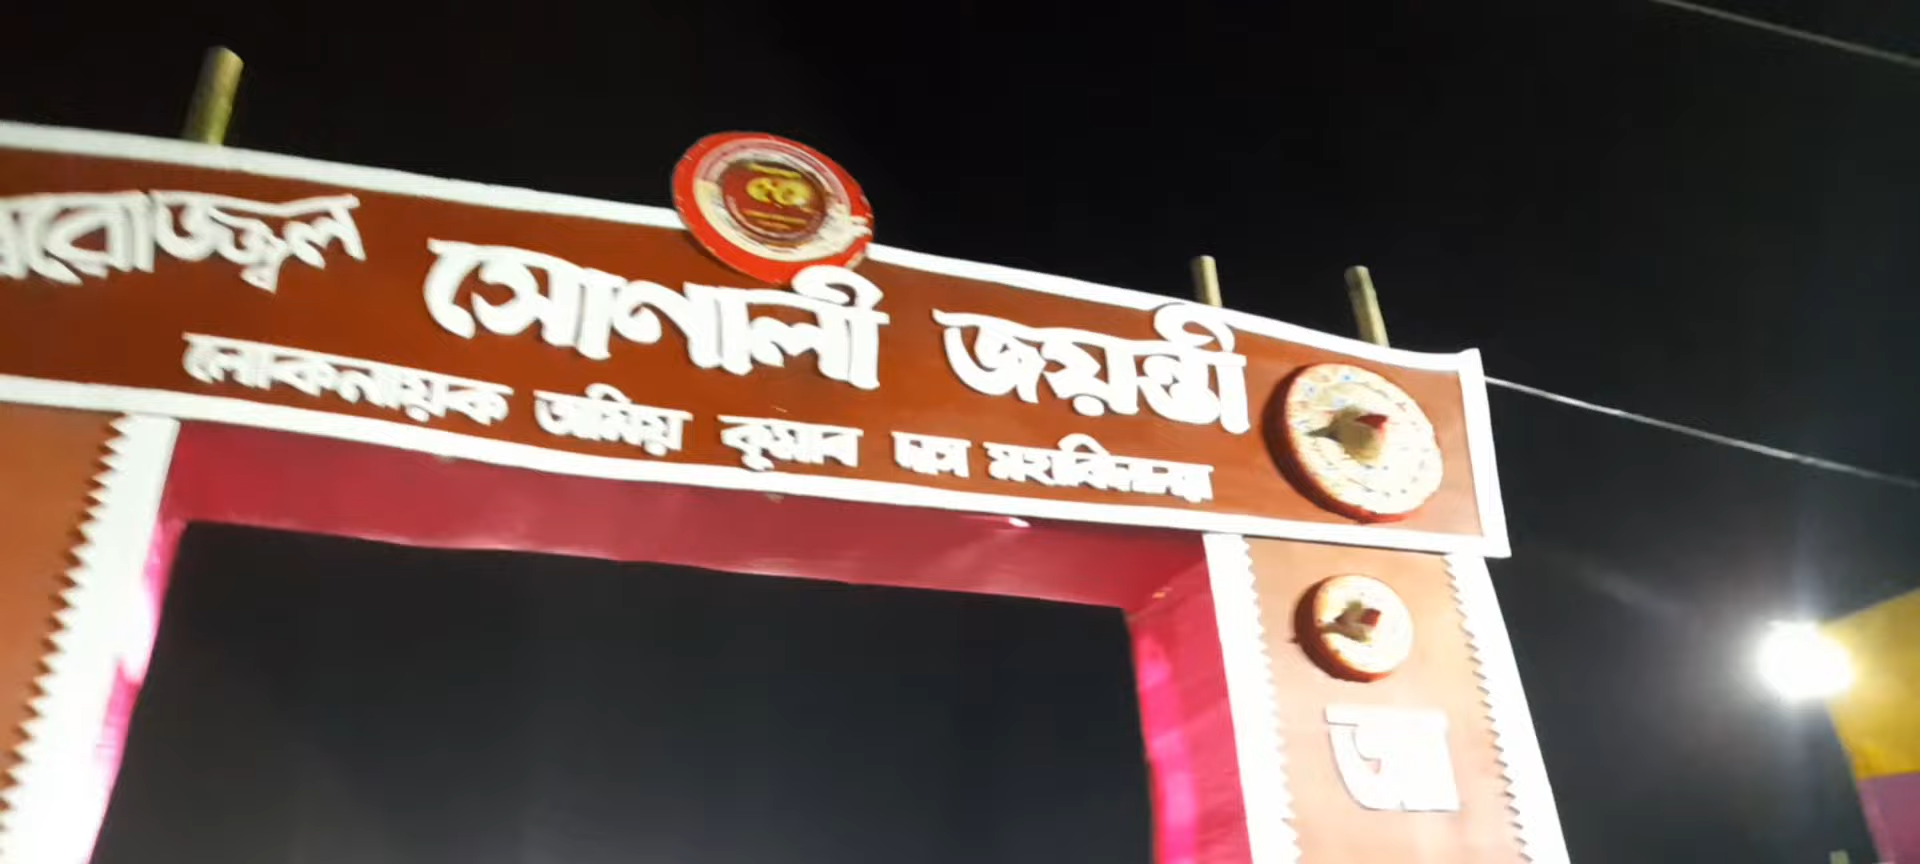 সোণালী জয়ন্তী
লোকনায়ক অমিয় কুমাৰ দাস মহাবিদ্যালয়
আ